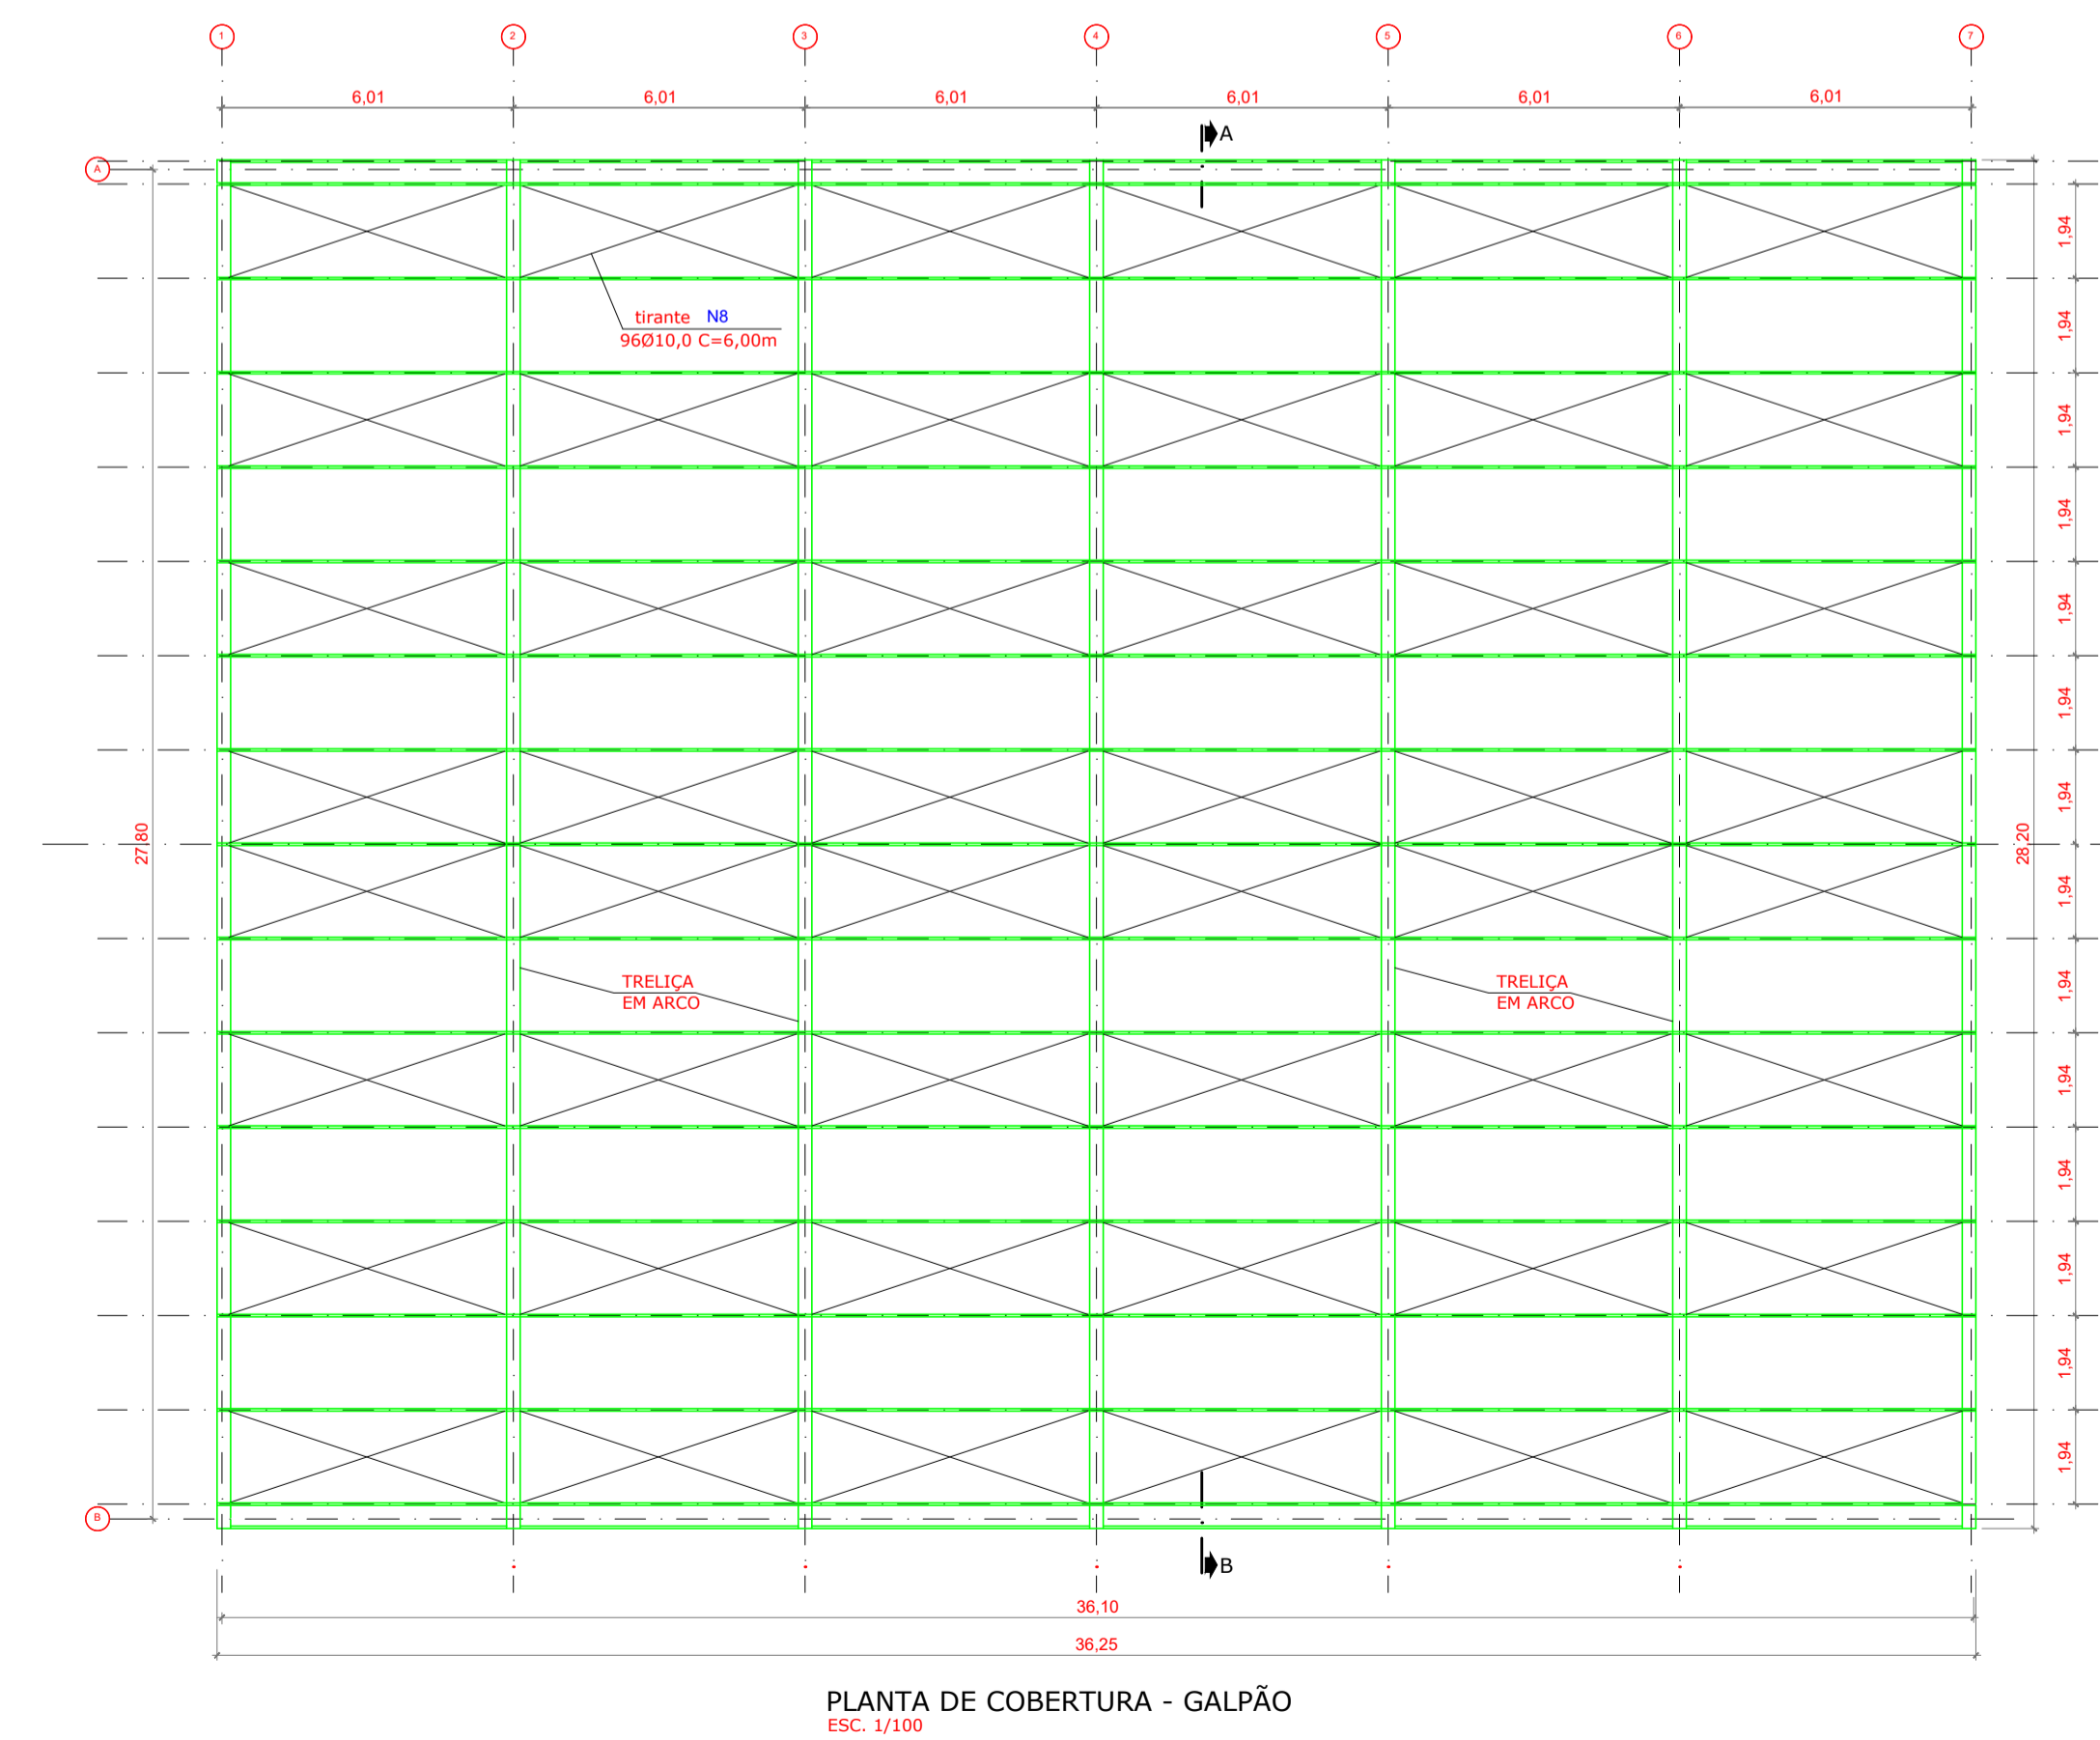 1 2 3 4 5 6 7
6,01 6,01 6,01 6,01 6,01 6,01
A
A
1,94
tirante N8
96Ø10,0 C=6,00m
1,94
1,94
1,94
1,94
1,94
1,94
27,80
28,20
1,94
TRELIÇA
EM ARCO
TRELIÇA
EM ARCO
1,94
1,94
1,94
1,94
1,94
1,94
B
B
36,10
36,25
PLANTA DE COBERTURA - GALPÃO
ESC. 1/100